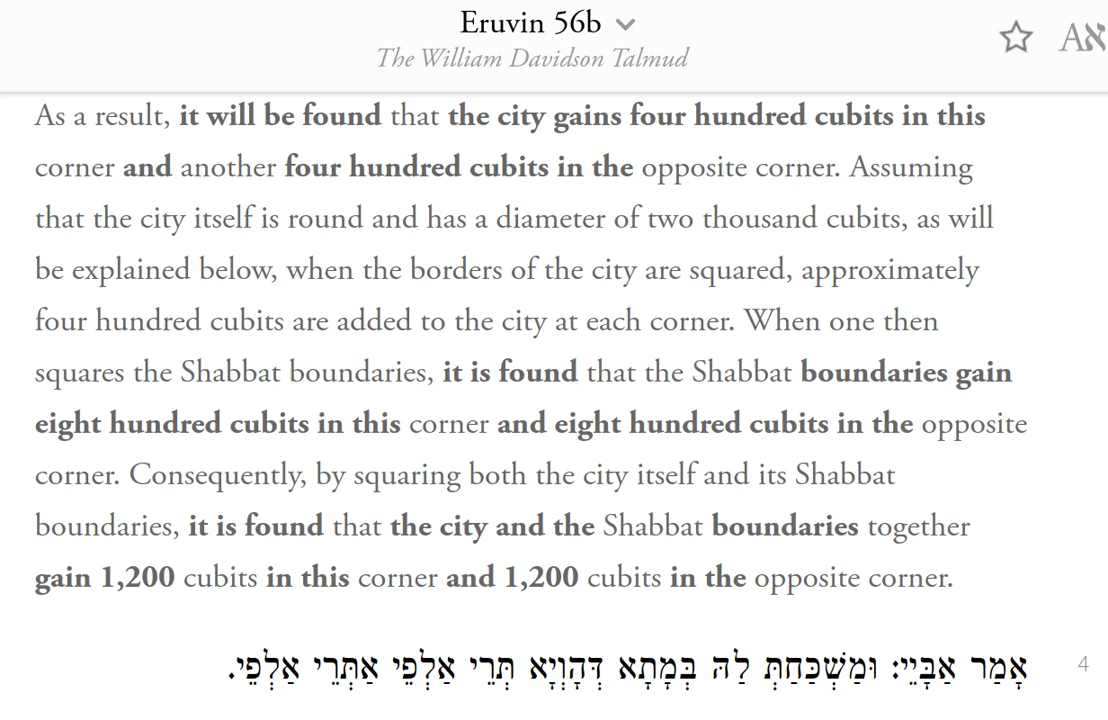 Eruvin 56b
The William Davidson Talmud
Aא
As a result, it will be found that the city gains four hundred cubits in this
corner and another four hundred cubits in the opposite corner. Assuming
that the city itself is round and has a diameter of two thousand cubits, as will
be explained below, when the borders of the city are squared, approximately
four hundred cubits are added to the city at each corner. When one then
squares the Shabbat boundaries, it is found that the Shabbat boundaries gain
eight hundred cubits in this corner and eight hundred cubits in the opposite
corner. Consequently, by squaring both the city itself and its Shabbat
boundaries, it is found that the city and the Shabbat boundaries together
gain 1,200 cubits in this corner and 1,200 cubits in the opposite corner.
אָמַר אַבָּיֵי: וּמַשְׁכַּחַתְּ לַהּ בְּמָתָא דְּהָוְיָא תְּרֵי אַלְפֵי אַתְּרֵי אַלְפֵי.
4